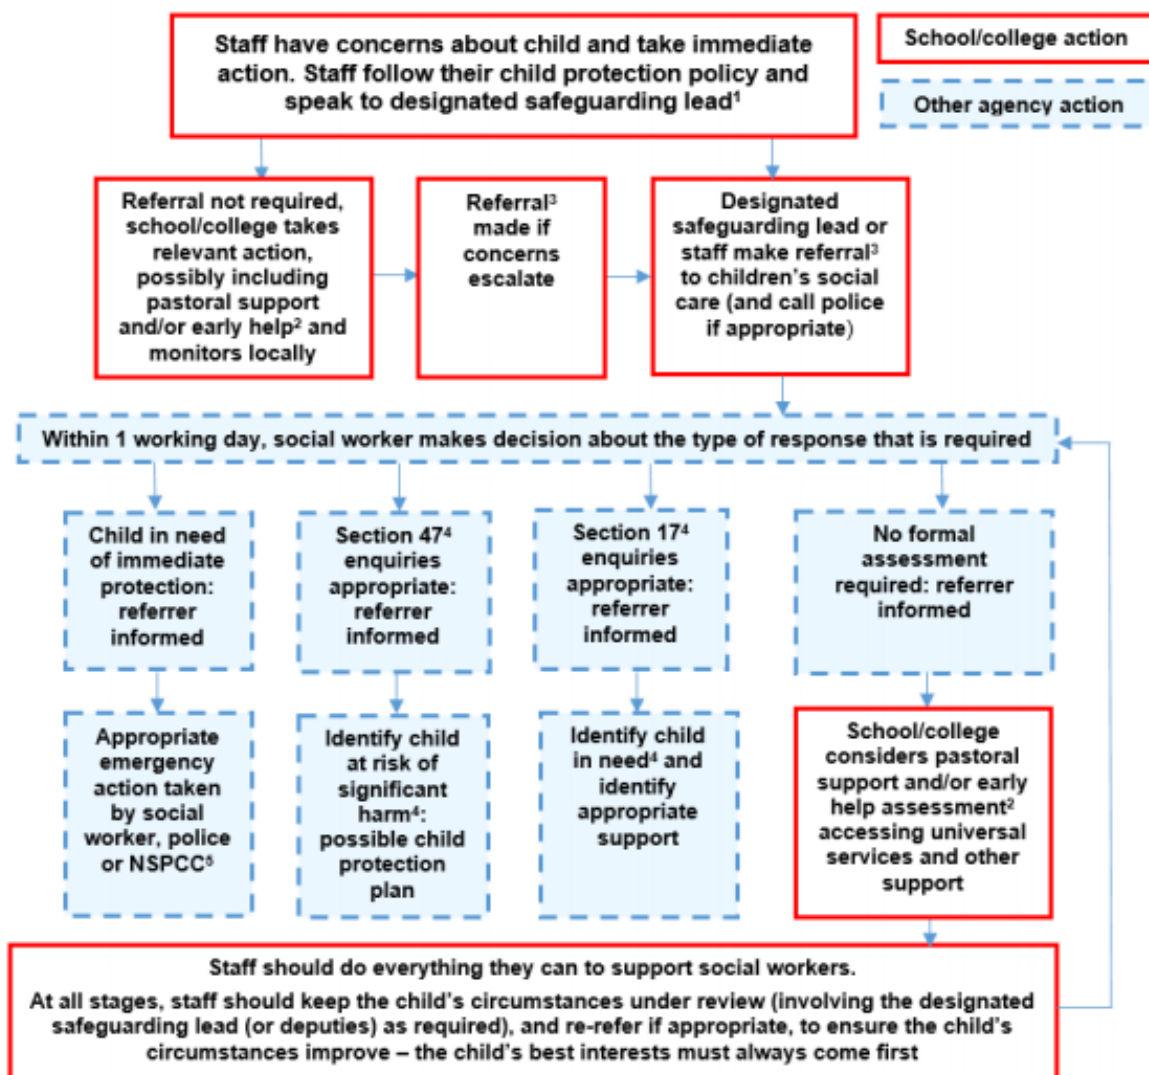 Staff have concerns about child and take immediate
action. Staff follow their child protection policy and
speak to designated safeguarding lead¹
School/college action
Other agency action
Referral not required,
school/college takes
relevant action,
possibly including
pastoral support
and/or early help² and
monitors locally
Referral³
made if
concerns
escalate
Designated
safeguarding lead or
staff make referral³
to children's social
care (and call police
if appropriate)
Within 1 working day, social worker makes decision about the type of response that is required
Child in need
of immediate
protection:
referrer
informed
Section 47⁴
enquiries
appropriate:
referrer
informed
Section 17⁴
enquiries
appropriate:
referrer
informed
No formal
assessment
required: referrer
informed
Appropriate
emergency
action taken
by social
worker, police
or NSPCC⁵
Identify child
at risk of
significant
harm⁴:
possible child
protection
plan
Identify child
in need⁴ and
identify
appropriate
support
School/college
considers pastoral
support and/or early
help assessment²
accessing universal
services and other
support
Staff should do everything they can to support social workers.
At all stages, staff should keep the child's circumstances under review (involving the designated
safeguarding lead (or deputies) as required), and re-refer if appropriate, to ensure the child's
circumstances improve – the child's best interests must always come first